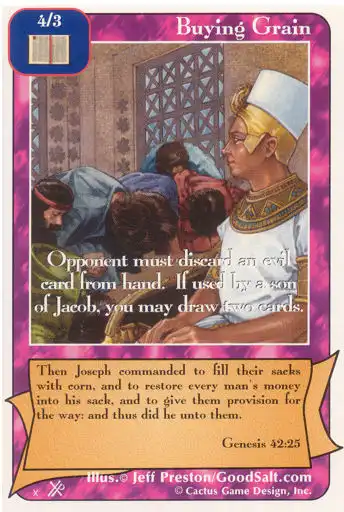 4/3
Buying Grain
Opponent must discard an evil
card from hand. If used by a son
of Jacob, you may draw two cards.
Then Joseph commanded to fill their sacks
with corn, and to restore every man's money
into his sack, and to give them provision for
the way: and thus did he unto them.
Genesis 42:25
Illus.© Jeff Preston/GoodSalt.com
X
© Cactus Game Design, Inc.